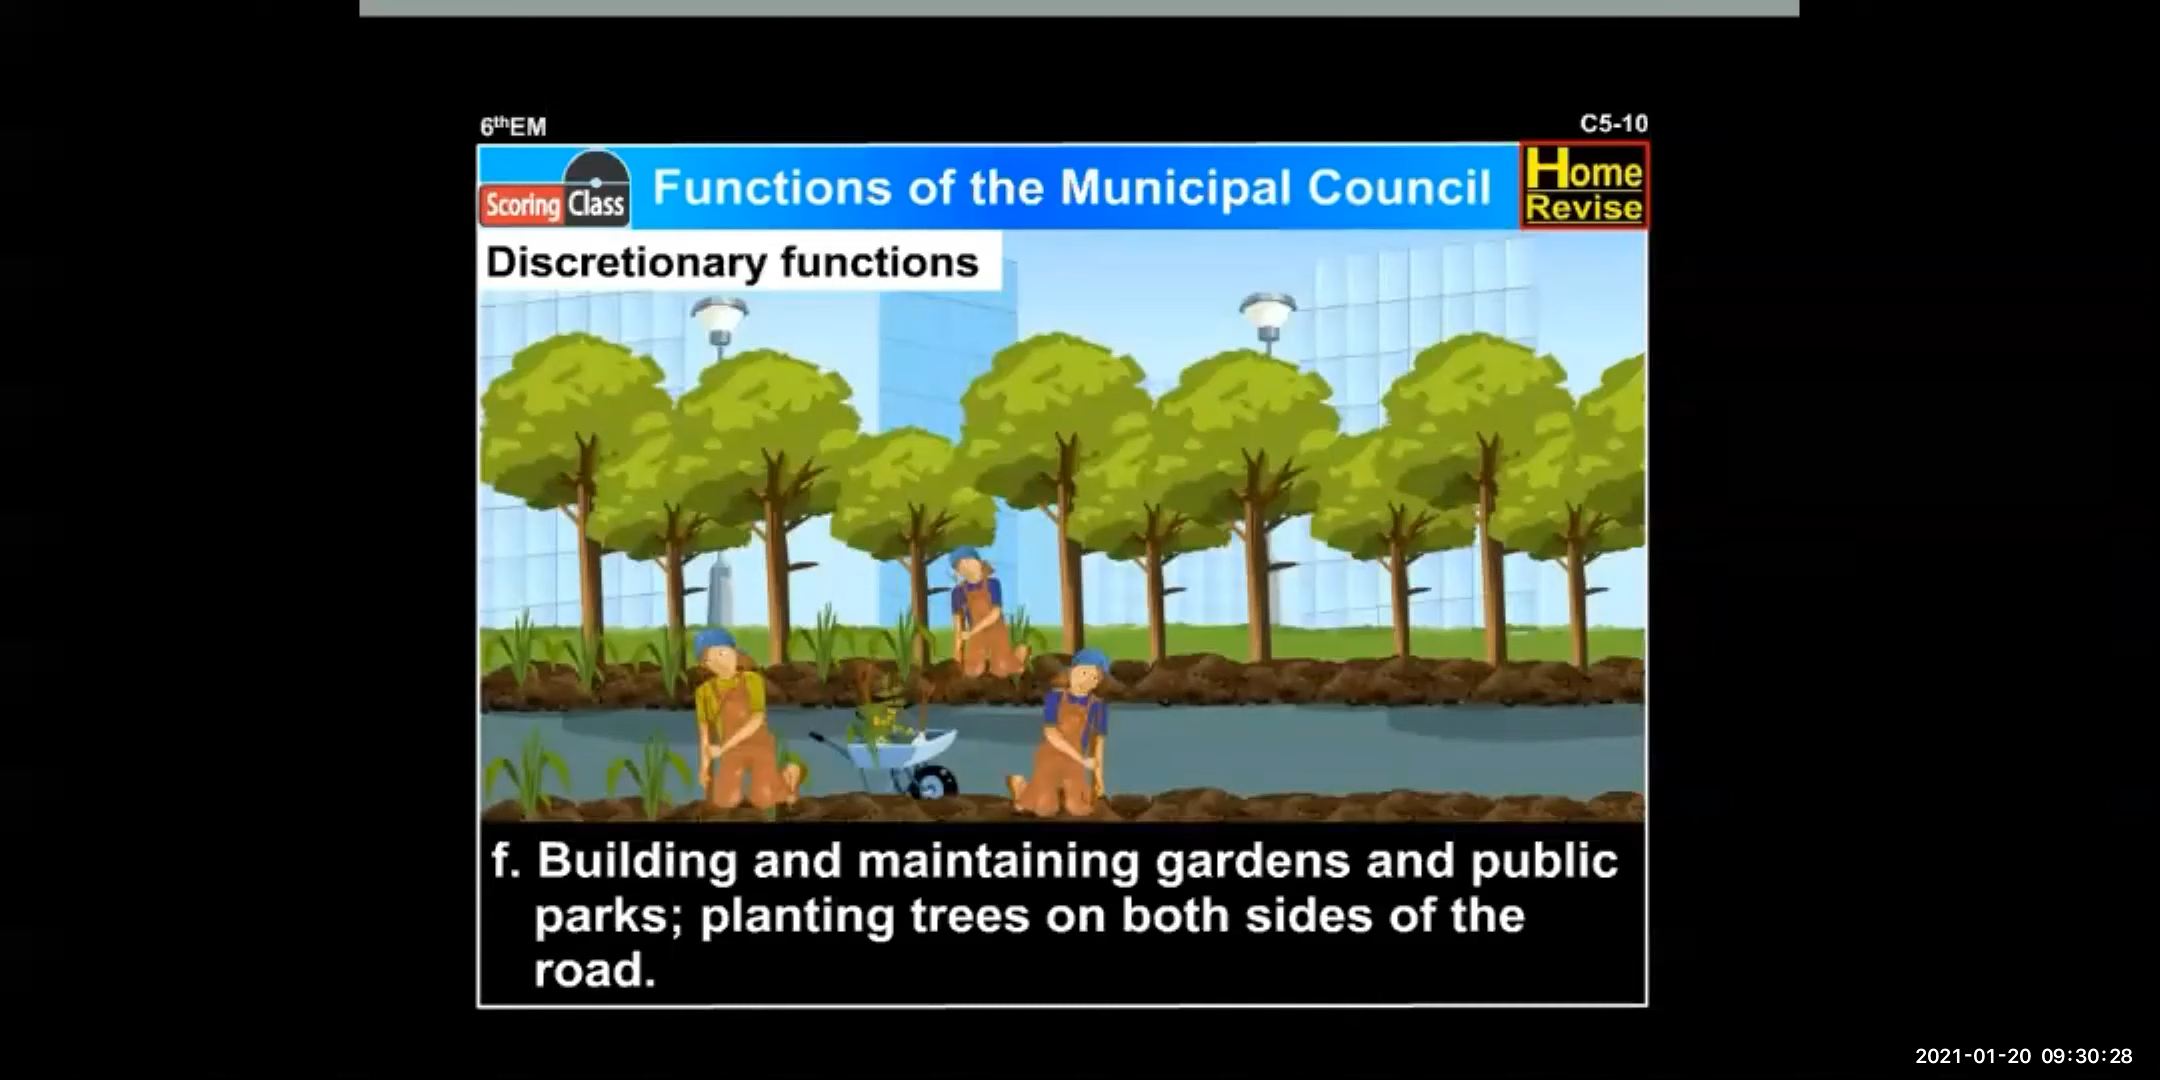 6thEM
C5-10
Scoring Class
Functions of the Municipal Council
Home
Revise
Discretionary functions
f. Building and maintaining gardens and public
parks; planting trees on both sides of the
road.
2021-01-20 09:30:28